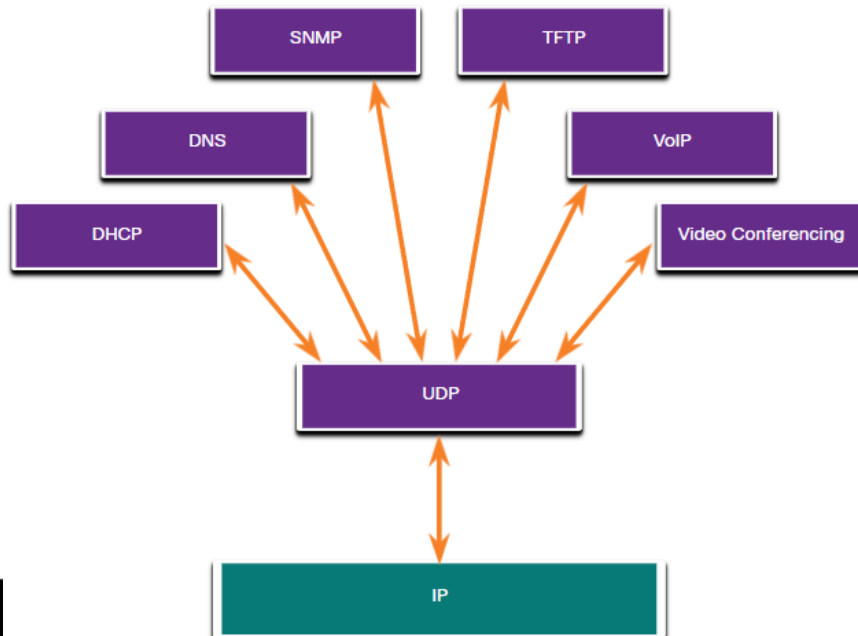 SNMP
TFTP
DNS
VoIP
DHCP
Video Conferencing
UDP
IP